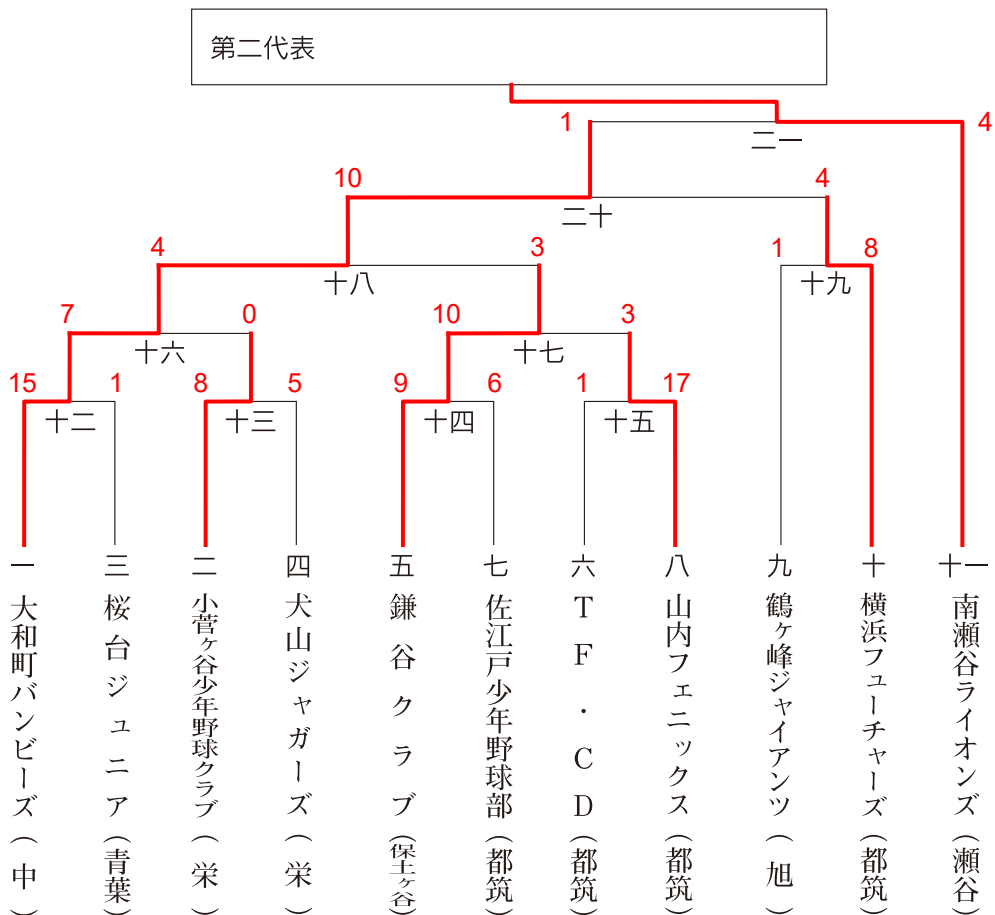 第二代表
1
4
二一
10
4
二十
4
3
1
8
十八
十九
7
0
10
3
十六
十七
15
1
8
5
9
6
1
17
十二
十三
十四
十五
一
三
二
四
五
七
六
八
九
十
十一
大和町バンビーズ(中)
桜台ジュニア(青葉)
小菅ヶ谷少年野球クラブ(栄)
犬山ジャガーズ(栄)
鎌谷クラブ(保土ヶ谷)
佐江戸少年野球部(都筑)
TF・CD(都筑)
山内フェニックス(都筑)
鶴ヶ峰ジャイアンツ(旭)
横浜フューチャーズ(都筑)
南瀬谷ライオンズ(瀬谷)